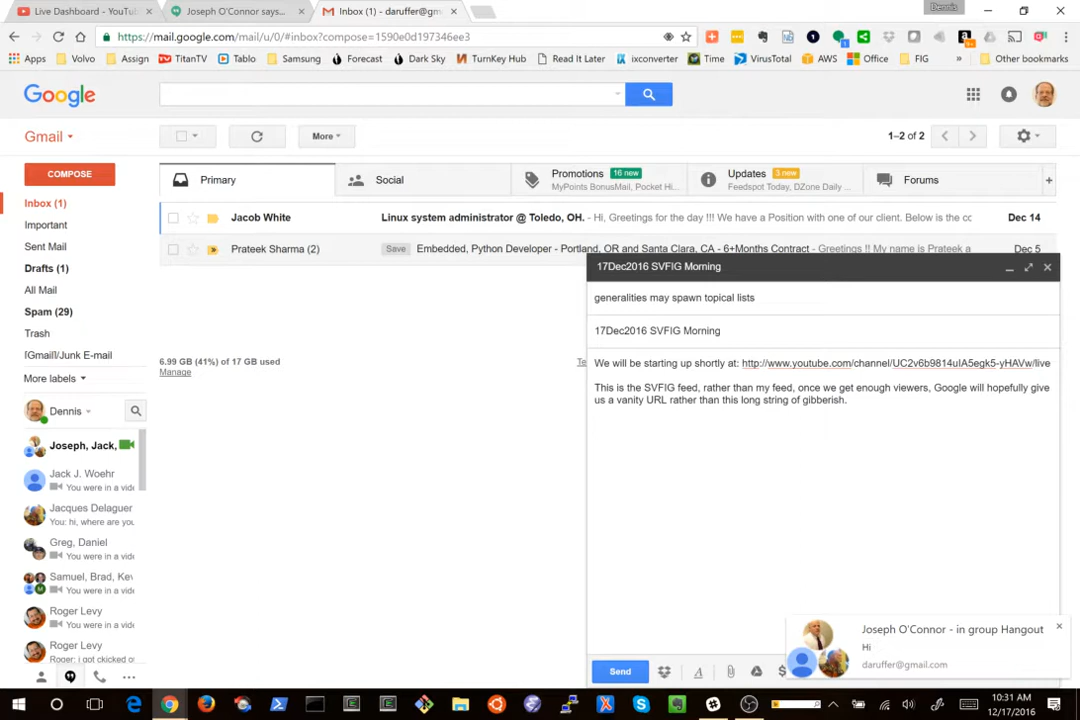 Live Dashboard - YouTu
Joseph O'Connor says...
Inbox (1) - daruffer@gm
Dennis
https://mail.google.com/mail/u/0/#inbox?compose=1590e0d197346ee3
Apps
Volvo
Assign
TitanTV
Tablo
Samsung
Forecast
Dark Sky
TurnKey Hub
Read It Later
ixconverter
Time
VirusTotal
AWS
Office
FIG
»
Other bookmarks
Google
Gmail
More
1–2 of 2
COMPOSE
Primary
Social
Promotions
16 new
MyPoints BonusMail, Pocket Hi...
Updates
3 new
Feedspot Today, DZone Daily ...
Forums
+
Inbox (1)
Important
Sent Mail
Drafts (1)
All Mail
Spam (29)
Trash
[Gmail]/Junk E-mail
More labels
Jacob White
Linux system administrator @ Toledo, OH. - Hi, Greetings for the day !!! We have a Position with one of our client. Below is the cc
Dec 14
Prateek Sharma (2)
Save
Embedded, Python Developer - Portland, OR and Santa Clara, CA - 6+Months Contract - Greetings !! My name is Prateek a
Dec 5
6.99 GB (41%) of 17 GB used
Manage
Te
17Dec2016 SVFIG Morning
generalities may spawn topical lists
17Dec2016 SVFIG Morning
We will be starting up shortly at: http://www.youtube.com/channel/UC2v6b9814uIA5egk5-yHAVw/live
This is the SVFIG feed, rather than my feed, once we get enough viewers, Google will hopefully give
us a vanity URL rather than this long string of gibberish.
Send
Dennis
Joseph, Jack,
Jack J. Woehr
You were in a vide
Jacques Delaguer
You: hi, where are you
Greg, Daniel
You were in a vide
Samuel, Brad, Kev
You were in a vide
Roger Levy
You were in a vide
Roger Levy
Roger: i got ckicked o
Joseph O'Connor - in group Hangout
Hi
daruffer@gmail.com
10:31 AM
12/17/2016